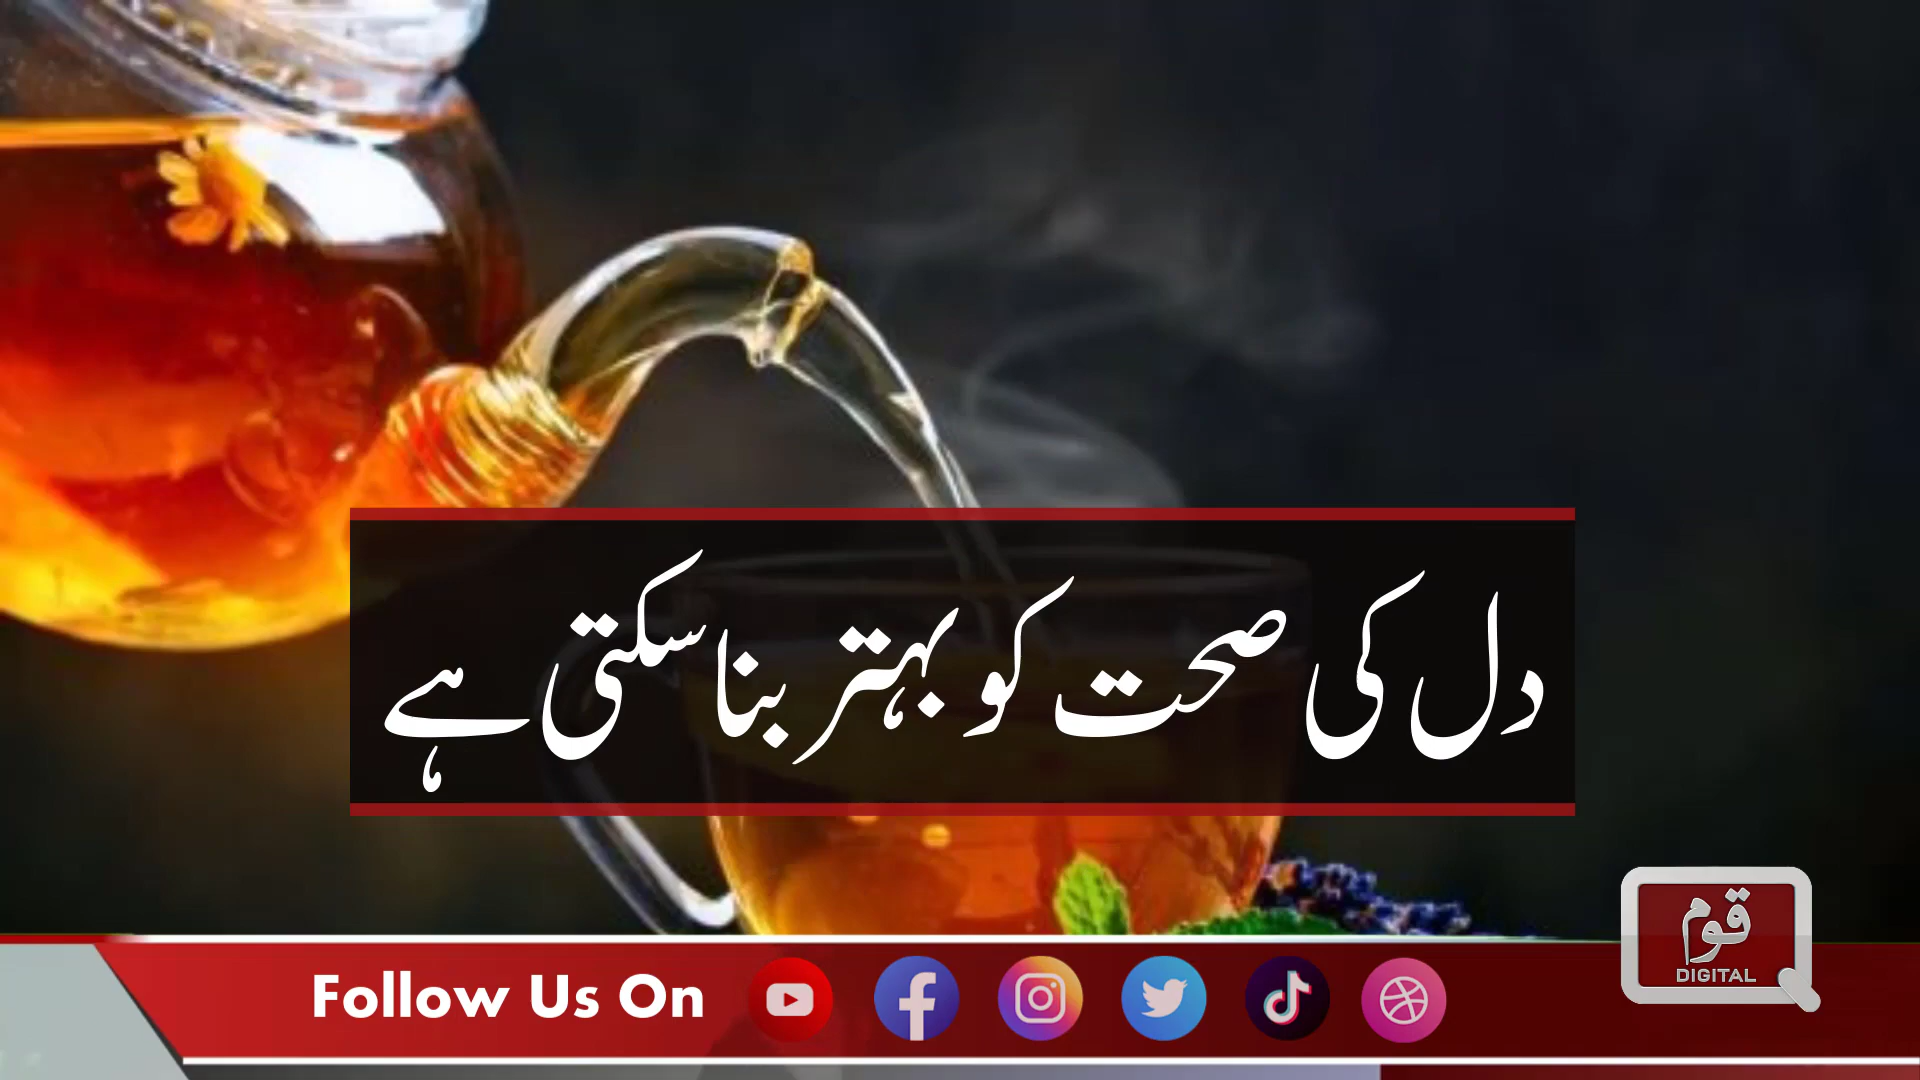 دل کی صحت کو بہتر بنا سکتی ہے
Follow Us On
قوم
DIGITAL